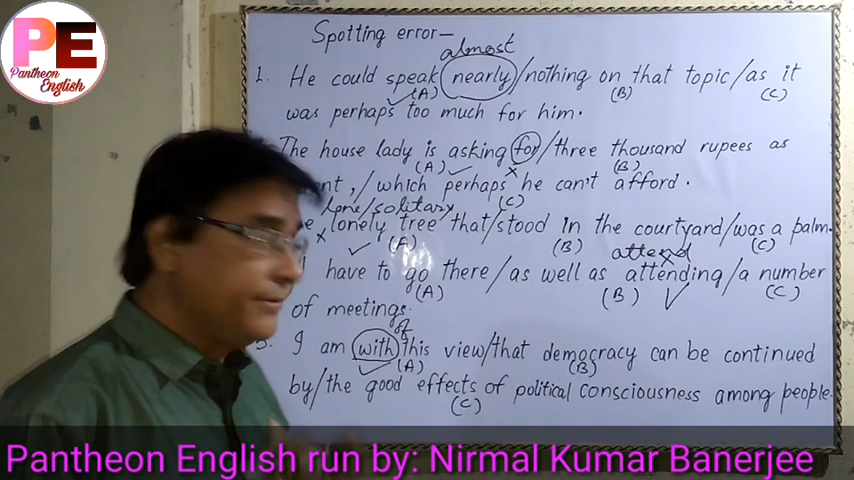 PE
Pantheon
English
Spotting error—
almost
1. He could speak nearly/nothing on that topic/as it
(A) (B) (C)
was perhaps too much for him.
The house lady is asking for/three thousand rupees as
(A) x (B)
/which perhaps he can't afford.
lone/solitary (C)
x lonely tree that/stood in the courtyard/was a palm.
(A) (B) (C)
attend
I have to go there/as well as attending/a number
(A) (B) (C)
of meetings.
of
I am with this view/that democracy can be continued
(A) (B)
by/the good effects of political consciousness among people.
(C)
Pantheon English run by: Nirmal Kumar Banerjee